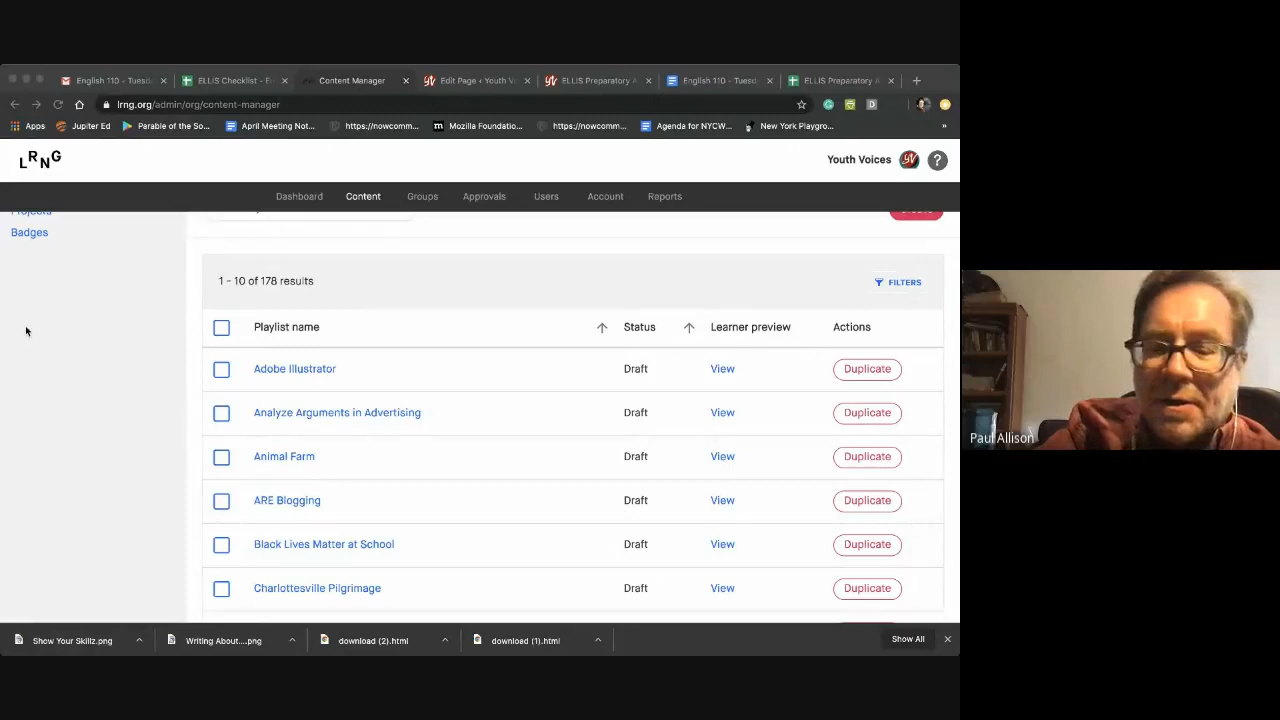 English 110 - Tuesd
ELLIS Checklist - E
Content Manager
Edit Page ‹ Youth Vo
ELLIS Preparatory A
English 110 - Tuesd
ELLIS Preparatory A
lrng.org/admin/org/content-manager
Apps
Jupiter Ed
Parable of the So...
April Meeting Not...
https://nowcomm...
Mozilla Foundatio...
https://nowcomm...
Agenda for NYCW...
New York Playgro...
»
LRNG
Youth Voices
YV
?
Dashboard
Content
Groups
Approvals
Users
Account
Reports
Projects
Badges
1 - 10 of 178 results
FILTERS
Playlist name
Status
Learner preview
Actions
Adobe Illustrator
Draft
View
Duplicate
Analyze Arguments in Advertising
Draft
View
Duplicate
Animal Farm
Draft
View
Duplicate
ARE Blogging
Draft
View
Duplicate
Black Lives Matter at School
Draft
View
Duplicate
Charlottesville Pilgrimage
Draft
View
Duplicate
Show Your Skillz.png
Writing About....png
download (2).html
download (1).html
Show All
Paul Allison